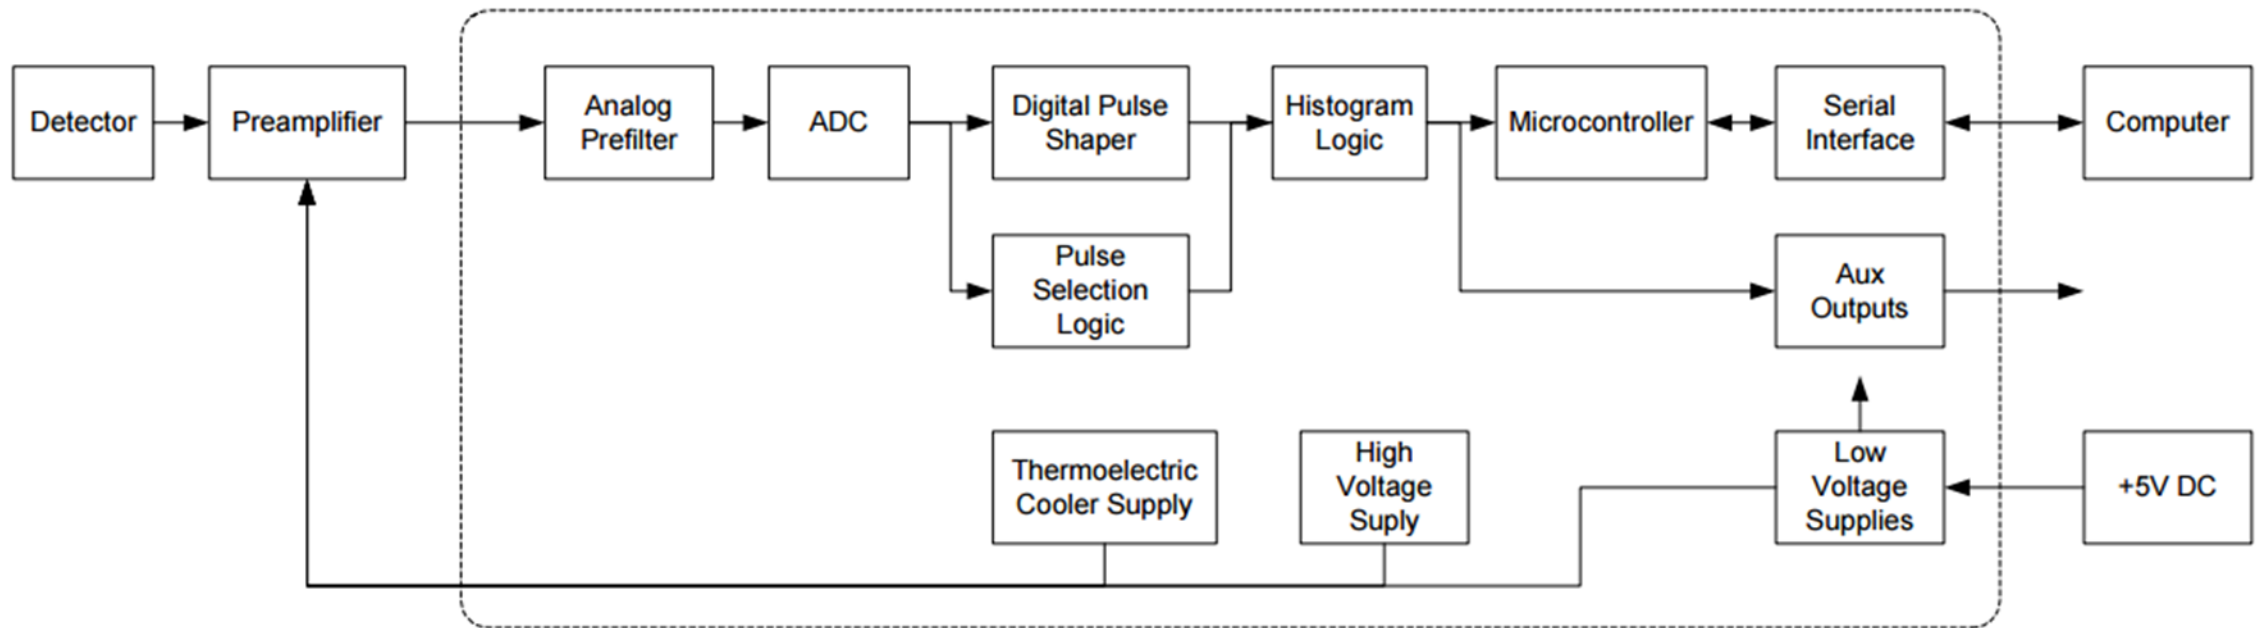 Detector
Preamplifier
Analog
Prefilter
ADC
Digital Pulse
Shaper
Histogram
Logic
Microcontroller
Serial
Interface
Computer
Pulse
Selection
Logic
Aux
Outputs
Thermoelectric
Cooler Supply
High
Voltage
Suply
Low
Voltage
Supplies
+5V DC